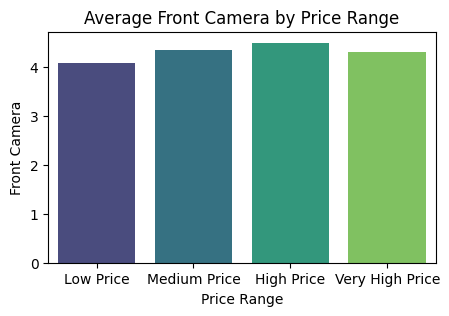 Average Front Camera by Price Range
Front Camera
4
3
2
1
0
Low Price
Medium Price
High Price
Very High Price
Price Range